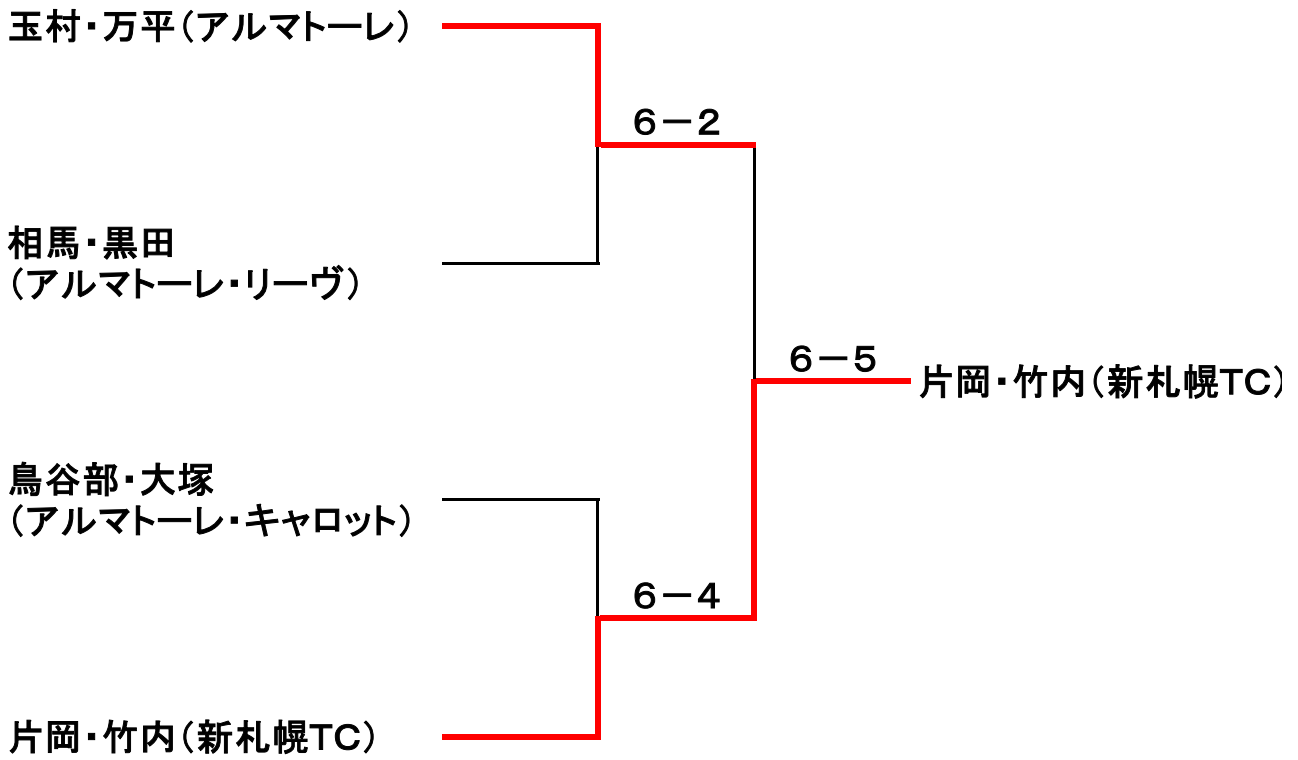 玉村・万平（アルマトーレ）
6－2
相馬・黒田
（アルマトーレ・リーヴ）
6－5
片岡・竹内（新札幌TC）
鳥谷部・大塚
（アルマトーレ・キャロット）
6－4
片岡・竹内（新札幌TC）